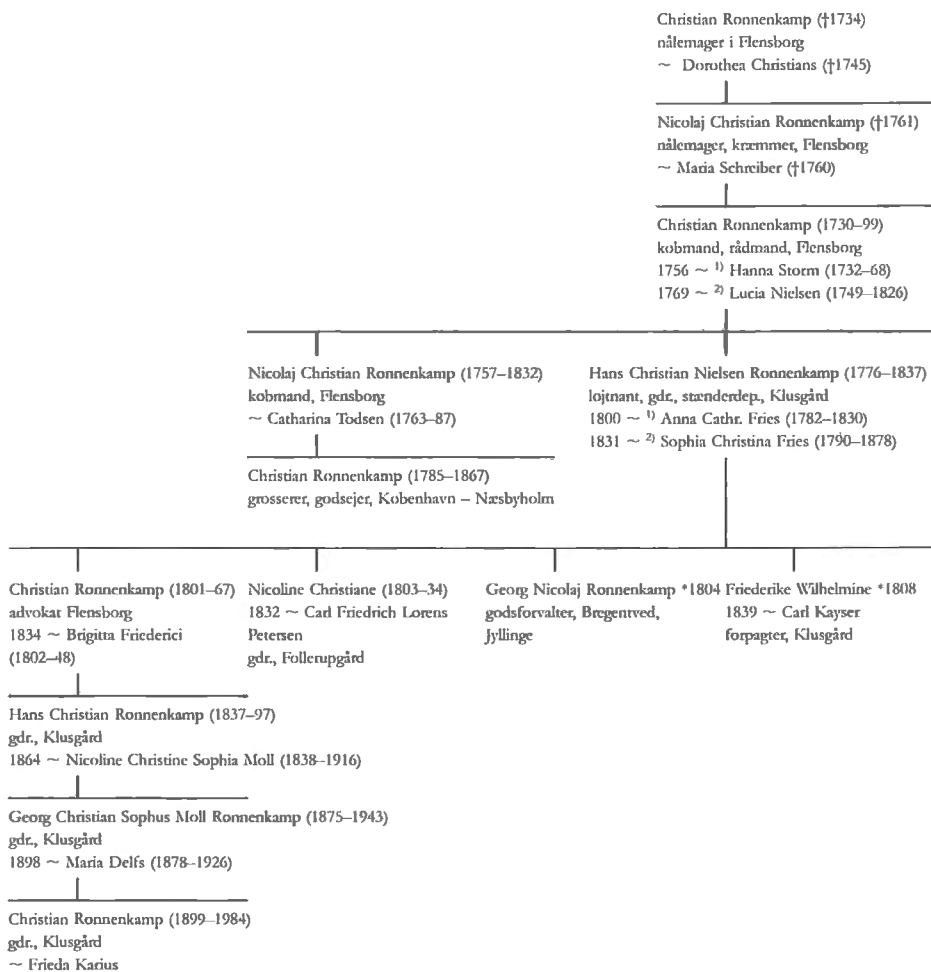 Christian Ronnenkamp (†1734)
nålemager i Flensborg
~ Dorothea Christians (†1745)
Nicolaj Christian Ronnenkamp (†1761)
nålemager, kræmmer, Flensborg
~ Maria Schreiber (†1760)
Christian Ronnenkamp (1730–99)
kobmand, rådmand, Flensborg
1756 ~ 1) Hanna Storm (1732–68)
1769 ~ 2) Lucia Nielsen (1749–1826)
Nicolaj Christian Ronnenkamp (1757–1832)
kobmand, Flensborg
~ Catharina Todsen (1763–87)
Christian Ronnenkamp (1785–1867)
grosserer, godsejer, Kobenhavn – Næsbyholm
Hans Christian Nielsen Ronnenkamp (1776–1837)
lojtnant, gdr., stænderdep., Klusgård
1800 ~ 1) Anna Cathr. Fries (1782–1830)
1831 ~ 2) Sophia Christina Fries (1790–1878)
Christian Ronnenkamp (1801–67)
advokat Flensborg
1834 ~ Brigitta Friederici
(1802–48)
Nicoline Christiane (1803–34)
1832 ~ Carl Friedrich Lorens
Petersen
gdr., Follerupgård
Georg Nicolaj Ronnenkamp *1804
godsforvalter, Bregentved,
Jyllinge
Friederike Wilhelmine *1808
1839 ~ Carl Kayser
forpagter, Klusgård
Hans Christian Ronnenkamp (1837–97)
gdr., Klusgård
1864 ~ Nicoline Christine Sophia Moll (1838–1916)
Georg Christian Sophus Moll Ronnenkamp (1875–1943)
gdr., Klusgård
1898 ~ Maria Delfs (1878–1926)
Christian Ronnenkamp (1899–1984)
gdr., Klusgård
~ Frieda Karius